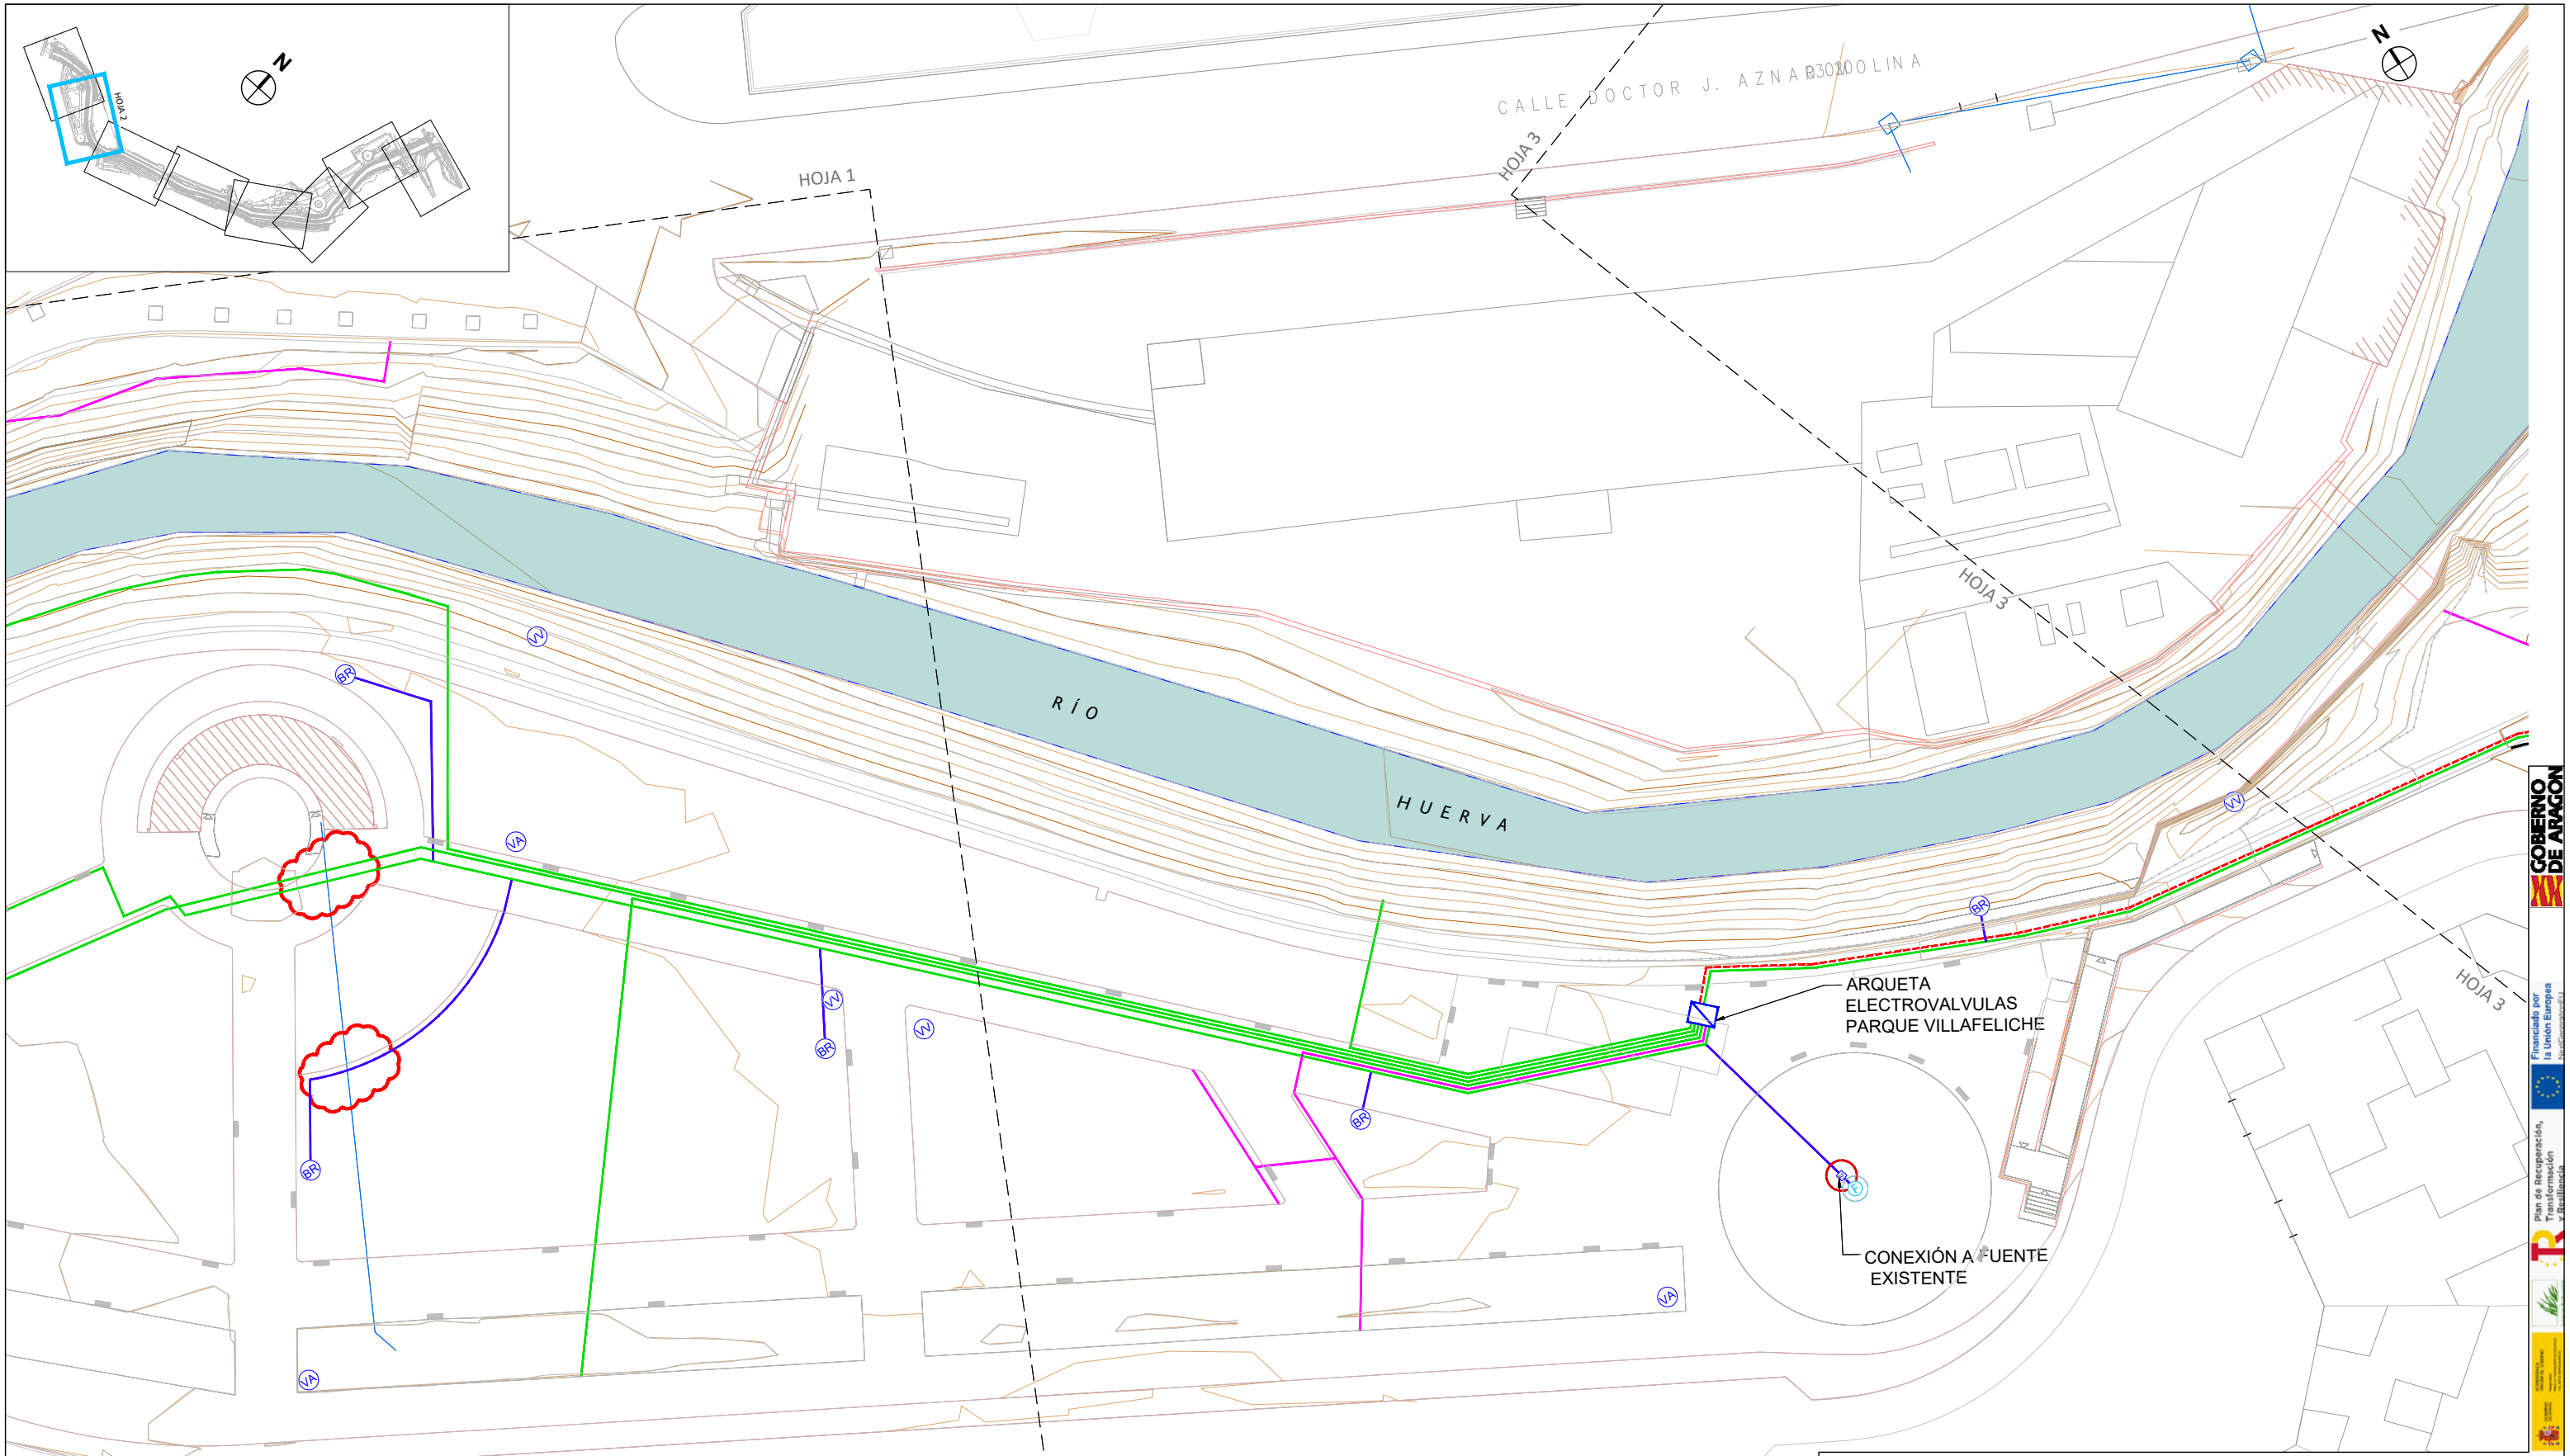 N
HOJA 2
N
CALLE DOCTOR J. AZNAR MOLINA
HOJA 1
HOJA 3
HOJA 3
VV
BR
RÍO
HUERVA
VV
VA
BR
VV
BR
VV
BR
BR
ARQUETA
ELECTROVALVULAS
PARQUE VILLAFELICHE
F
CONEXIÓN A FUENTE
EXISTENTE
VA
VA
HOJA 3
GOBIERNO
DE ARAGON
Financiado por
la Unión Europea
NextGenerationEU
Plan de Recuperación,
Transformación
y Resiliencia